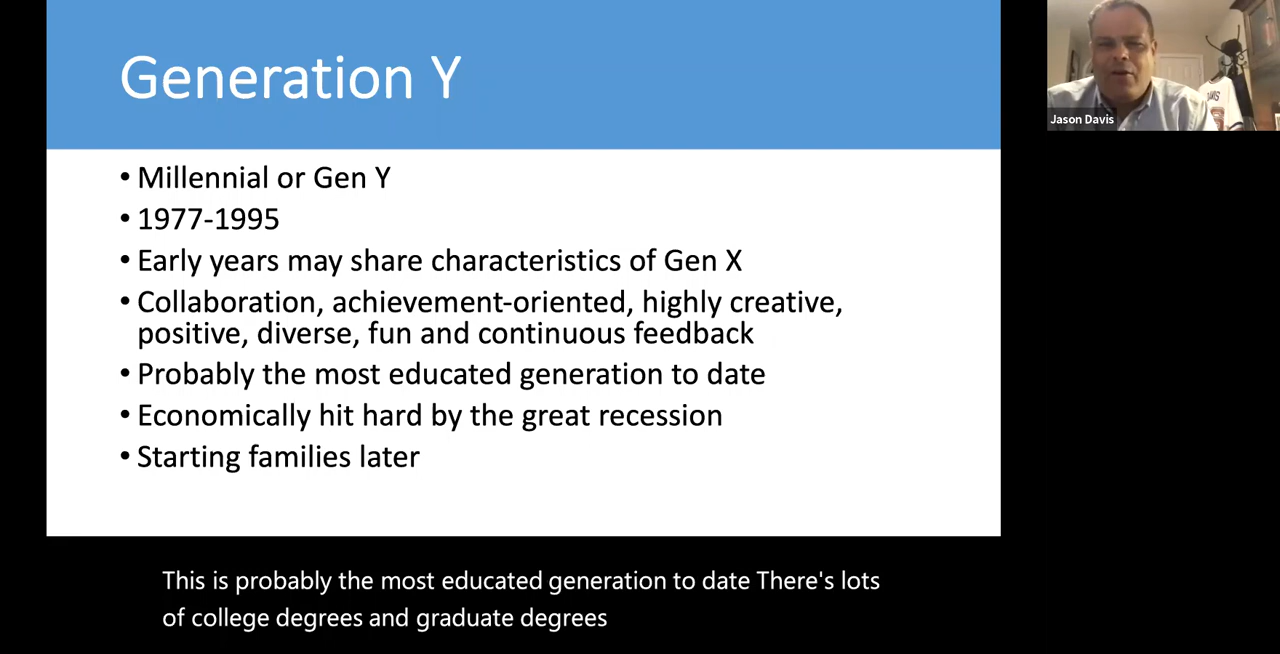 Generation Y
• Millennial or Gen Y
• 1977-1995
• Early years may share characteristics of Gen X
• Collaboration, achievement-oriented, highly creative,
positive, diverse, fun and continuous feedback
• Probably the most educated generation to date
• Economically hit hard by the great recession
• Starting families later
Jason Davis
This is probably the most educated generation to date There's lots
of college degrees and graduate degrees